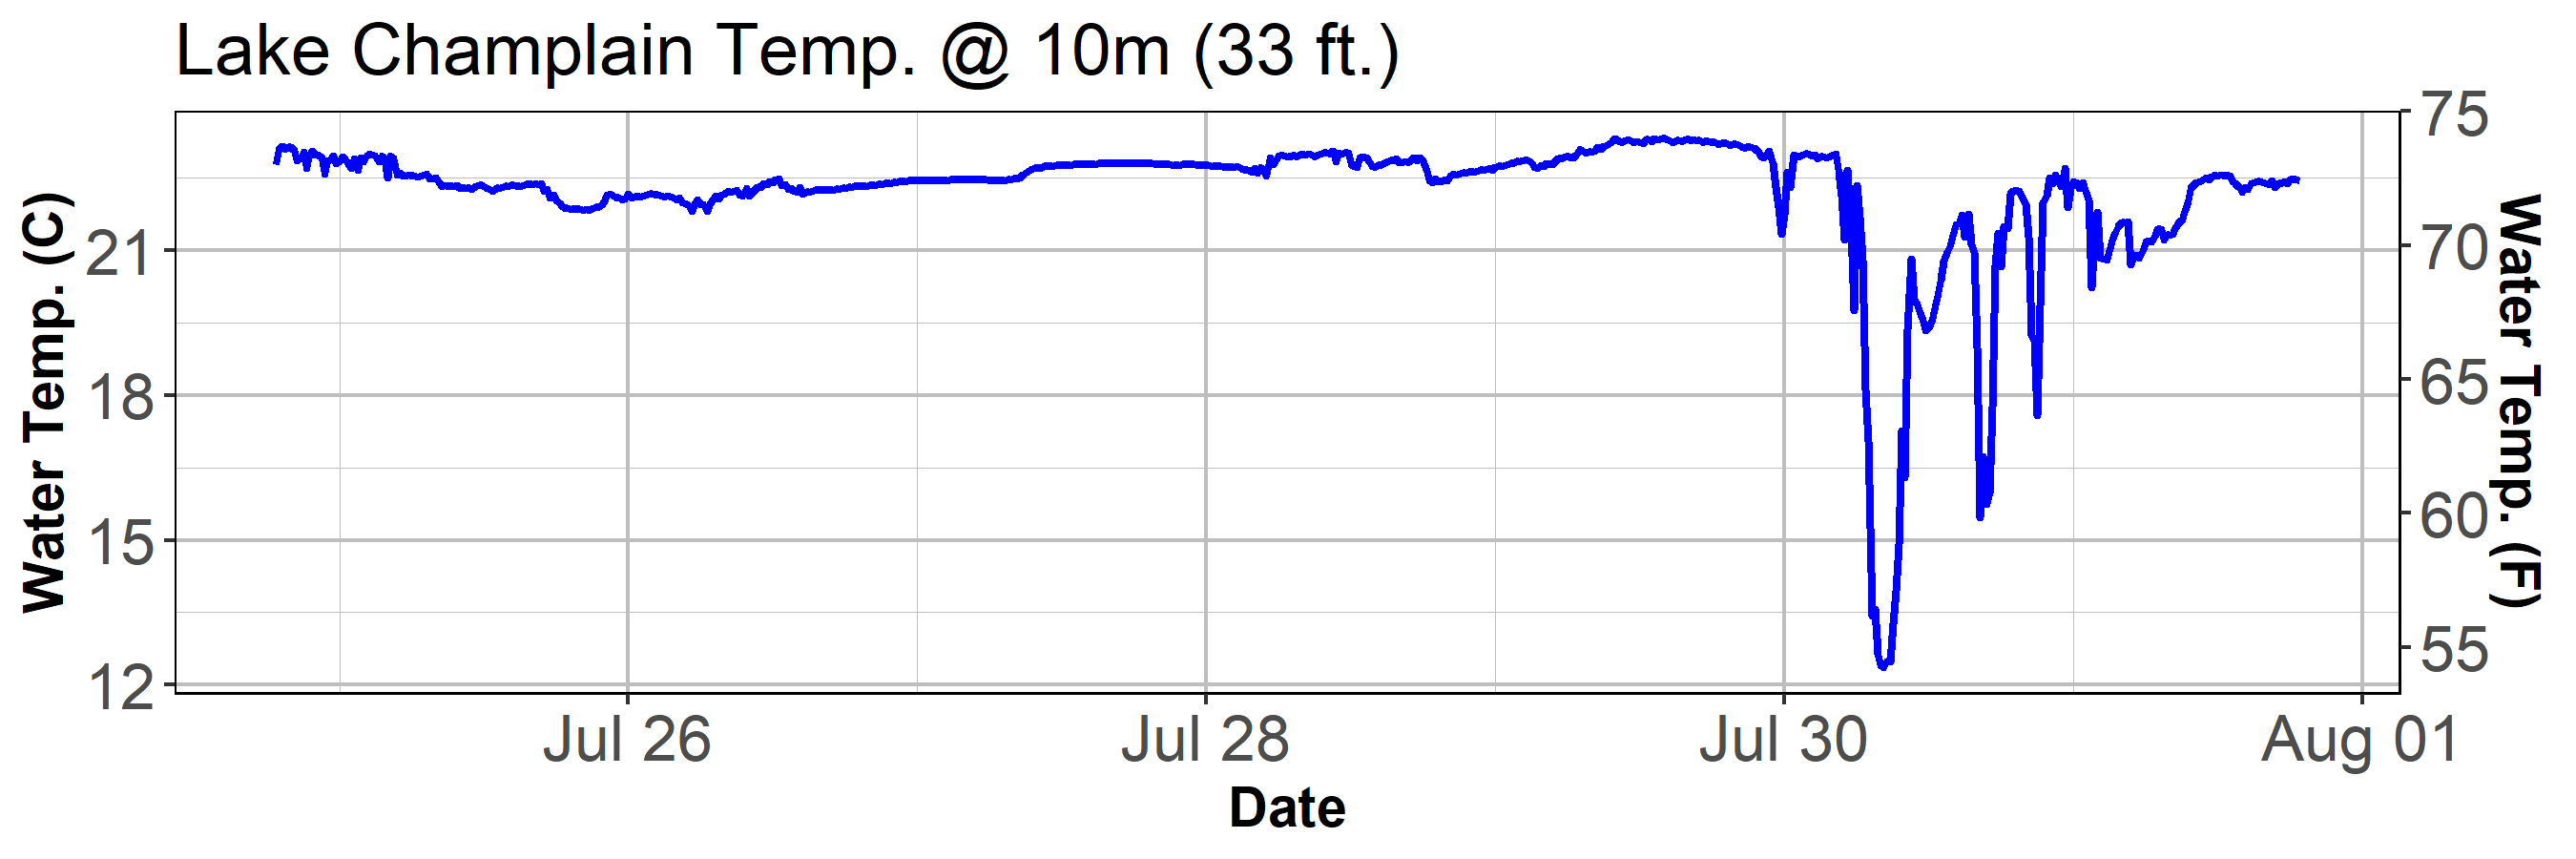 Lake Champlain Temp. @ 10m (33 ft.)
Water Temp. (C)
21
18
15
12
75
70
65
60
55
Water Temp. (F)
Jul 26
Jul 28
Jul 30
Aug 01
Date